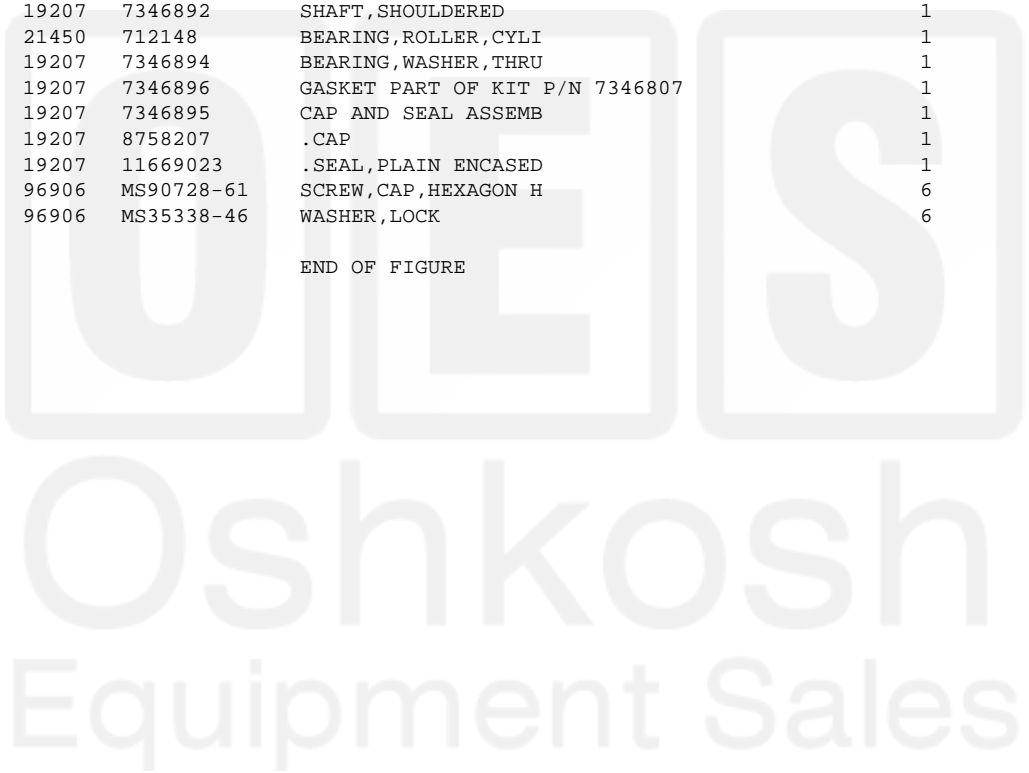 19207 7346892 SHAFT,SHOULDERED 1
21450 712148 BEARING,ROLLER,CYLI 1
19207 7346894 BEARING,WASHER,THRU 1
19207 7346896 GASKET PART OF KIT P/N 7346807 1
19207 7346895 CAP AND SEAL ASSEMB 1
19207 8758207 .CAP 1
19207 11669023 .SEAL,PLAIN ENCASED 1
96906 MS90728-61 SCREW,CAP,HEXAGON H 6
96906 MS35338-46 WASHER,LOCK 6
END OF FIGURE
OES
Oshkosh
Equipment Sales